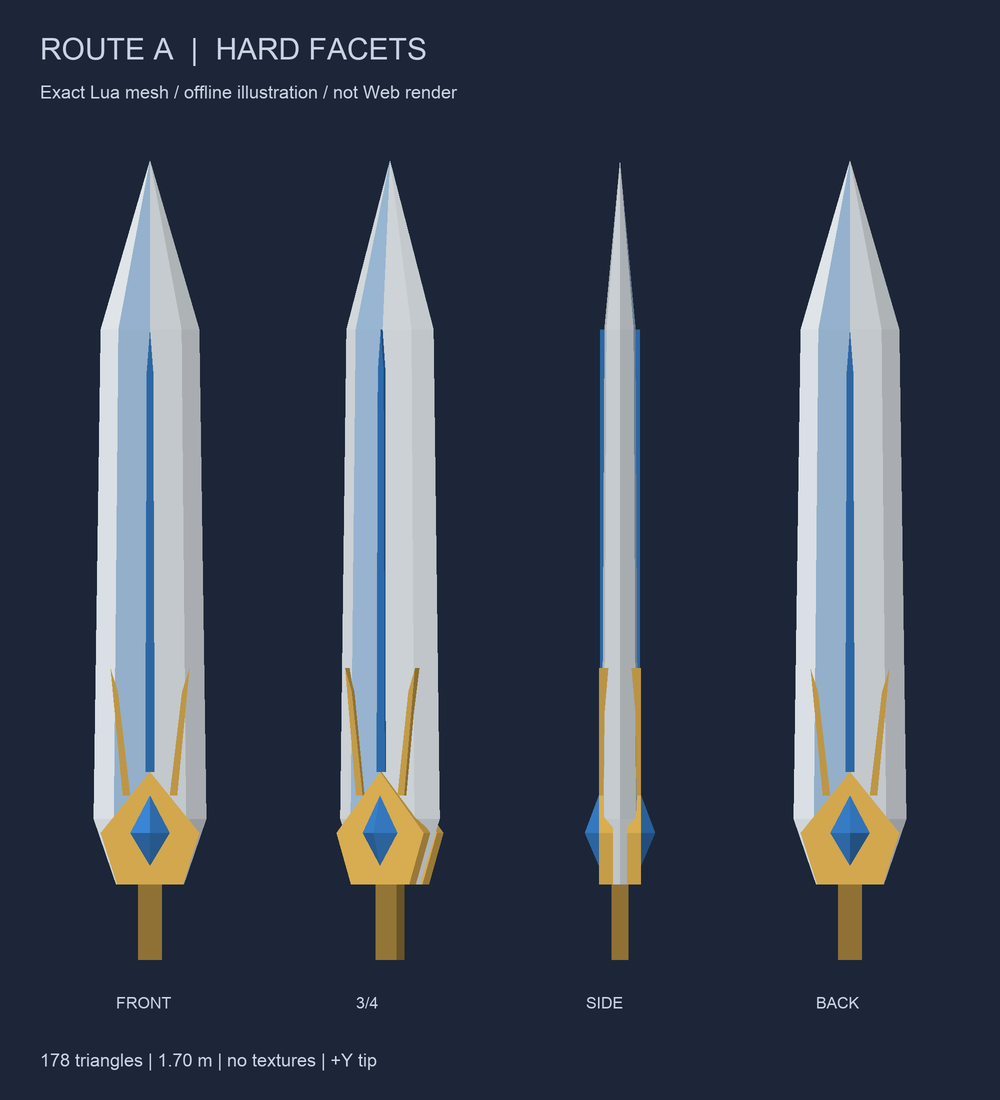 ROUTE A | HARD FACETS
Exact Lua mesh / offline illustration / not Web render
FRONT
3/4
SIDE
BACK
178 triangles | 1.70 m | no textures | +Y tip